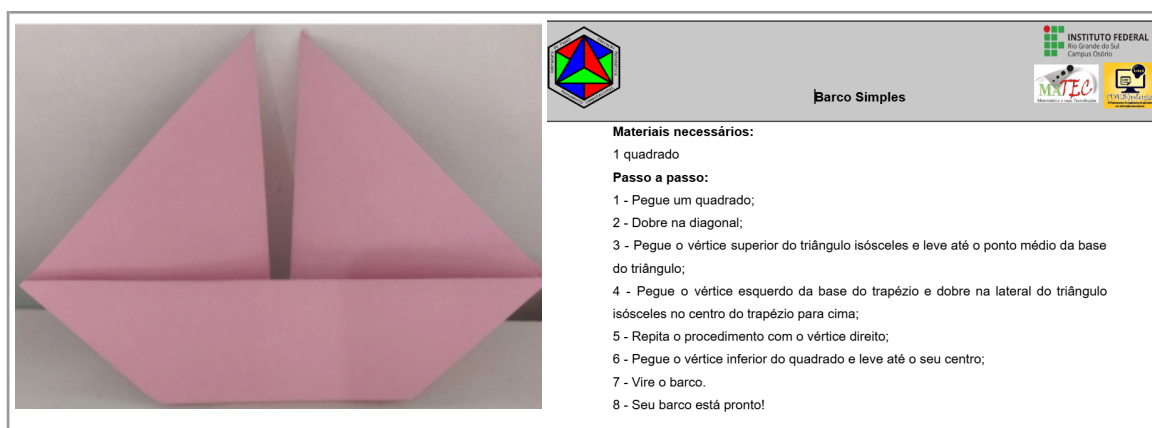 INSTITUTO FEDERAL
Rio Grande do Sul
Campus Osório
MATEC
Matemática e suas Tecnologias
Barco Simples
Materiais necessários:
1 quadrado
Passo a passo:
1 - Pegue um quadrado;
2 - Dobre na diagonal;
3 - Pegue o vértice superior do triângulo isósceles e leve até o ponto médio da base
do triângulo;
4 - Pegue o vértice esquerdo da base do trapézio e dobre na lateral do triângulo
isósceles no centro do trapézio para cima;
5 - Repita o procedimento com o vértice direito;
6 - Pegue o vértice inferior do quadrado e leve até o seu centro;
7 - Vire o barco.
8 - Seu barco está pronto!